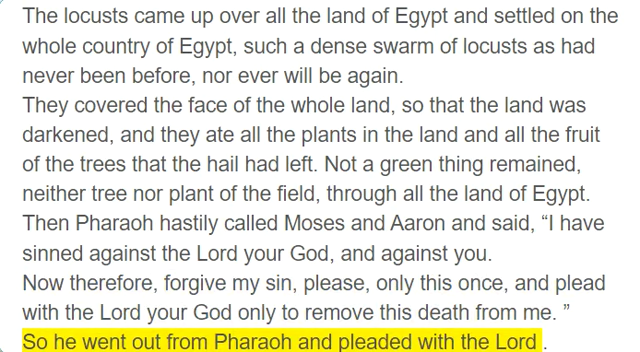 The locusts came up over all the land of Egypt and settled on the
whole country of Egypt, such a dense swarm of locusts as had
never been before, nor ever will be again.
They covered the face of the whole land, so that the land was
darkened, and they ate all the plants in the land and all the fruit
of the trees that the hail had left. Not a green thing remained,
neither tree nor plant of the field, through all the land of Egypt.
Then Pharaoh hastily called Moses and Aaron and said, “I have
sinned against the Lord your God, and against you.
Now therefore, forgive my sin, please, only this once, and plead
with the Lord your God only to remove this death from me. ”
So he went out from Pharaoh and pleaded with the Lord .